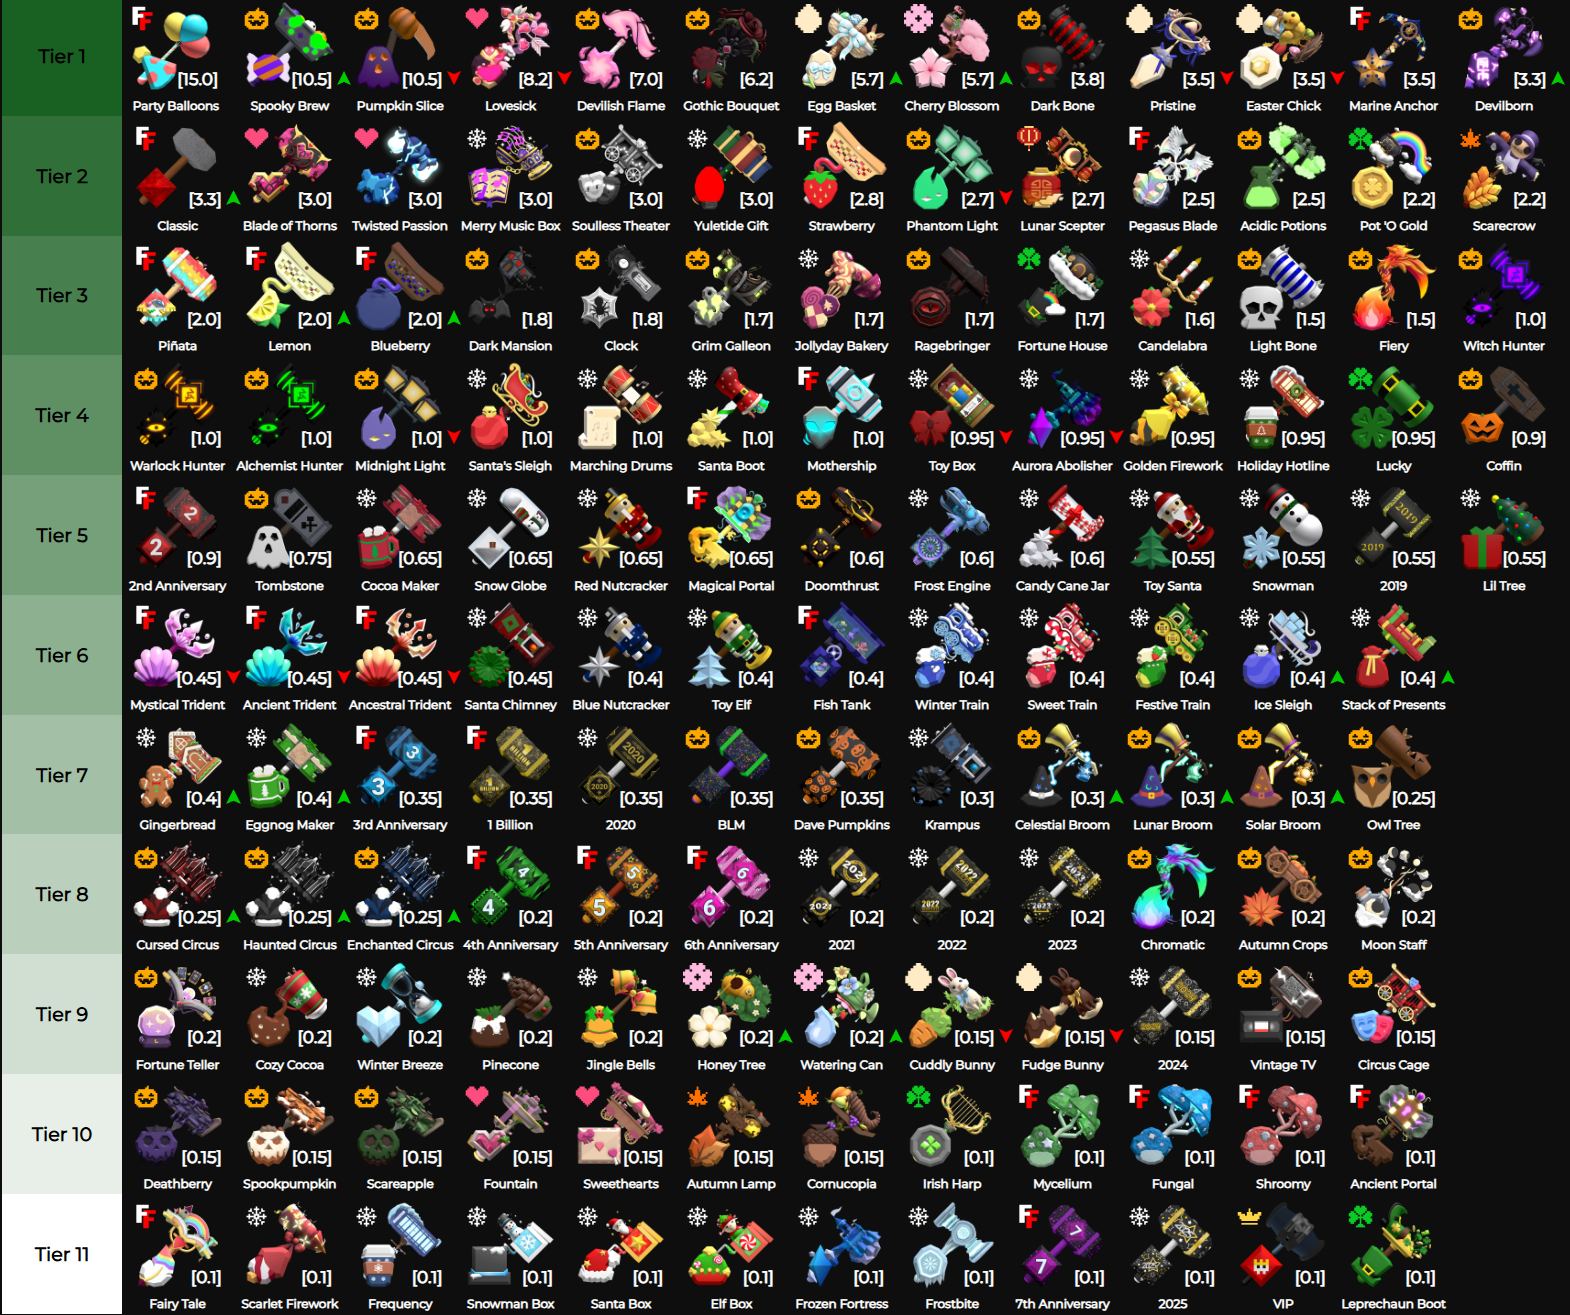 Tier 1
[15.0] [10.5] [10.5] [8.2] [7.0] [6.2] [5.7] [5.7] [3.8] [3.5] [3.5] [3.5] [3.3]
Party Balloons Spooky Brew Pumpkin Slice Lovesick Devilish Flame Gothic Bouquet Egg Basket Cherry Blossom Dark Bone Pristine Easter Chick Marine Anchor Devilborn
Tier 2
[3.3] [3.0] [3.0] [3.0] [3.0] [3.0] [2.8] [2.7] [2.7] [2.5] [2.5] [2.2] [2.2]
Classic Blade of Thorns Twisted Passion Merry Music Box Soulless Theater Yuletide Gift Strawberry Phantom Light Lunar Scepter Pegasus Blade Acidic Potions Pot 'O Gold Scarecrow
Tier 3
[2.0] [2.0] [2.0] [1.8] [1.8] [1.7] [1.7] [1.7] [1.7] [1.6] [1.5] [1.5] [1.0]
Piñata Lemon Blueberry Dark Mansion Clock Grim Galleon Jollyday Bakery Ragebringer Fortune House Candelabra Light Bone Fiery Witch Hunter
Tier 4
[1.0] [1.0] [1.0] [1.0] [1.0] [1.0] [1.0] [0.95] [0.95] [0.95] [0.95] [0.95] [0.9]
Warlock Hunter Alchemist Hunter Midnight Light Santa's Sleigh Marching Drums Santa Boot Mothership Toy Box Aurora Abolisher Golden Firework Holiday Hotline Lucky Coffin
Tier 5
[0.9] [0.75] [0.65] [0.65] [0.65] [0.65] [0.6] [0.6] [0.6] [0.55] [0.55] [0.55] [0.55]
2nd Anniversary Tombstone Cocoa Maker Snow Globe Red Nutcracker Magical Portal Doomthrust Frost Engine Candy Cane Jar Toy Santa Snowman 2019 Lil Tree
Tier 6
[0.45] [0.45] [0.45] [0.45] [0.4] [0.4] [0.4] [0.4] [0.4] [0.4] [0.4] [0.4]
Mystical Trident Ancient Trident Ancestral Trident Santa Chimney Blue Nutcracker Toy Elf Fish Tank Winter Train Sweet Train Festive Train Ice Sleigh Stack of Presents
Tier 7
[0.4] [0.4] [0.35] [0.35] [0.35] [0.35] [0.35] [0.3] [0.3] [0.3] [0.3] [0.25]
Gingerbread Eggnog Maker 3rd Anniversary 1 Billion 2020 BLM Dave Pumpkins Krampus Celestial Broom Lunar Broom Solar Broom Owl Tree
Tier 8
[0.25] [0.25] [0.25] [0.2] [0.2] [0.2] [0.2] [0.2] [0.2] [0.2] [0.2] [0.2]
Cursed Circus Haunted Circus Enchanted Circus 4th Anniversary 5th Anniversary 6th Anniversary 2021 2022 2023 Chromatic Autumn Crops Moon Staff
Tier 9
[0.2] [0.2] [0.2] [0.2] [0.2] [0.2] [0.2] [0.15] [0.15] [0.15] [0.15] [0.15]
Fortune Teller Cozy Cocoa Winter Breeze Pinecone Jingle Bells Honey Tree Watering Can Cuddly Bunny Fudge Bunny 2024 Vintage TV Circus Cage
Tier 10
[0.15] [0.15] [0.15] [0.15] [0.15] [0.15] [0.15] [0.1] [0.1] [0.1] [0.1] [0.1]
Deathberry Spookpumpkin Scareapple Fountain Sweethearts Autumn Lamp Cornucopia Irish Harp Mycelium Fungal Shroomy Ancient Portal
Tier 11
[0.1] [0.1] [0.1] [0.1] [0.1] [0.1] [0.1] [0.1] [0.1] [0.1] [0.1] [0.1]
Fairy Tale Scarlet Firework Frequency Snowman Box Santa Box Elf Box Frozen Fortress Frostbite 7th Anniversary 2025 VIP Leprechaun Boot